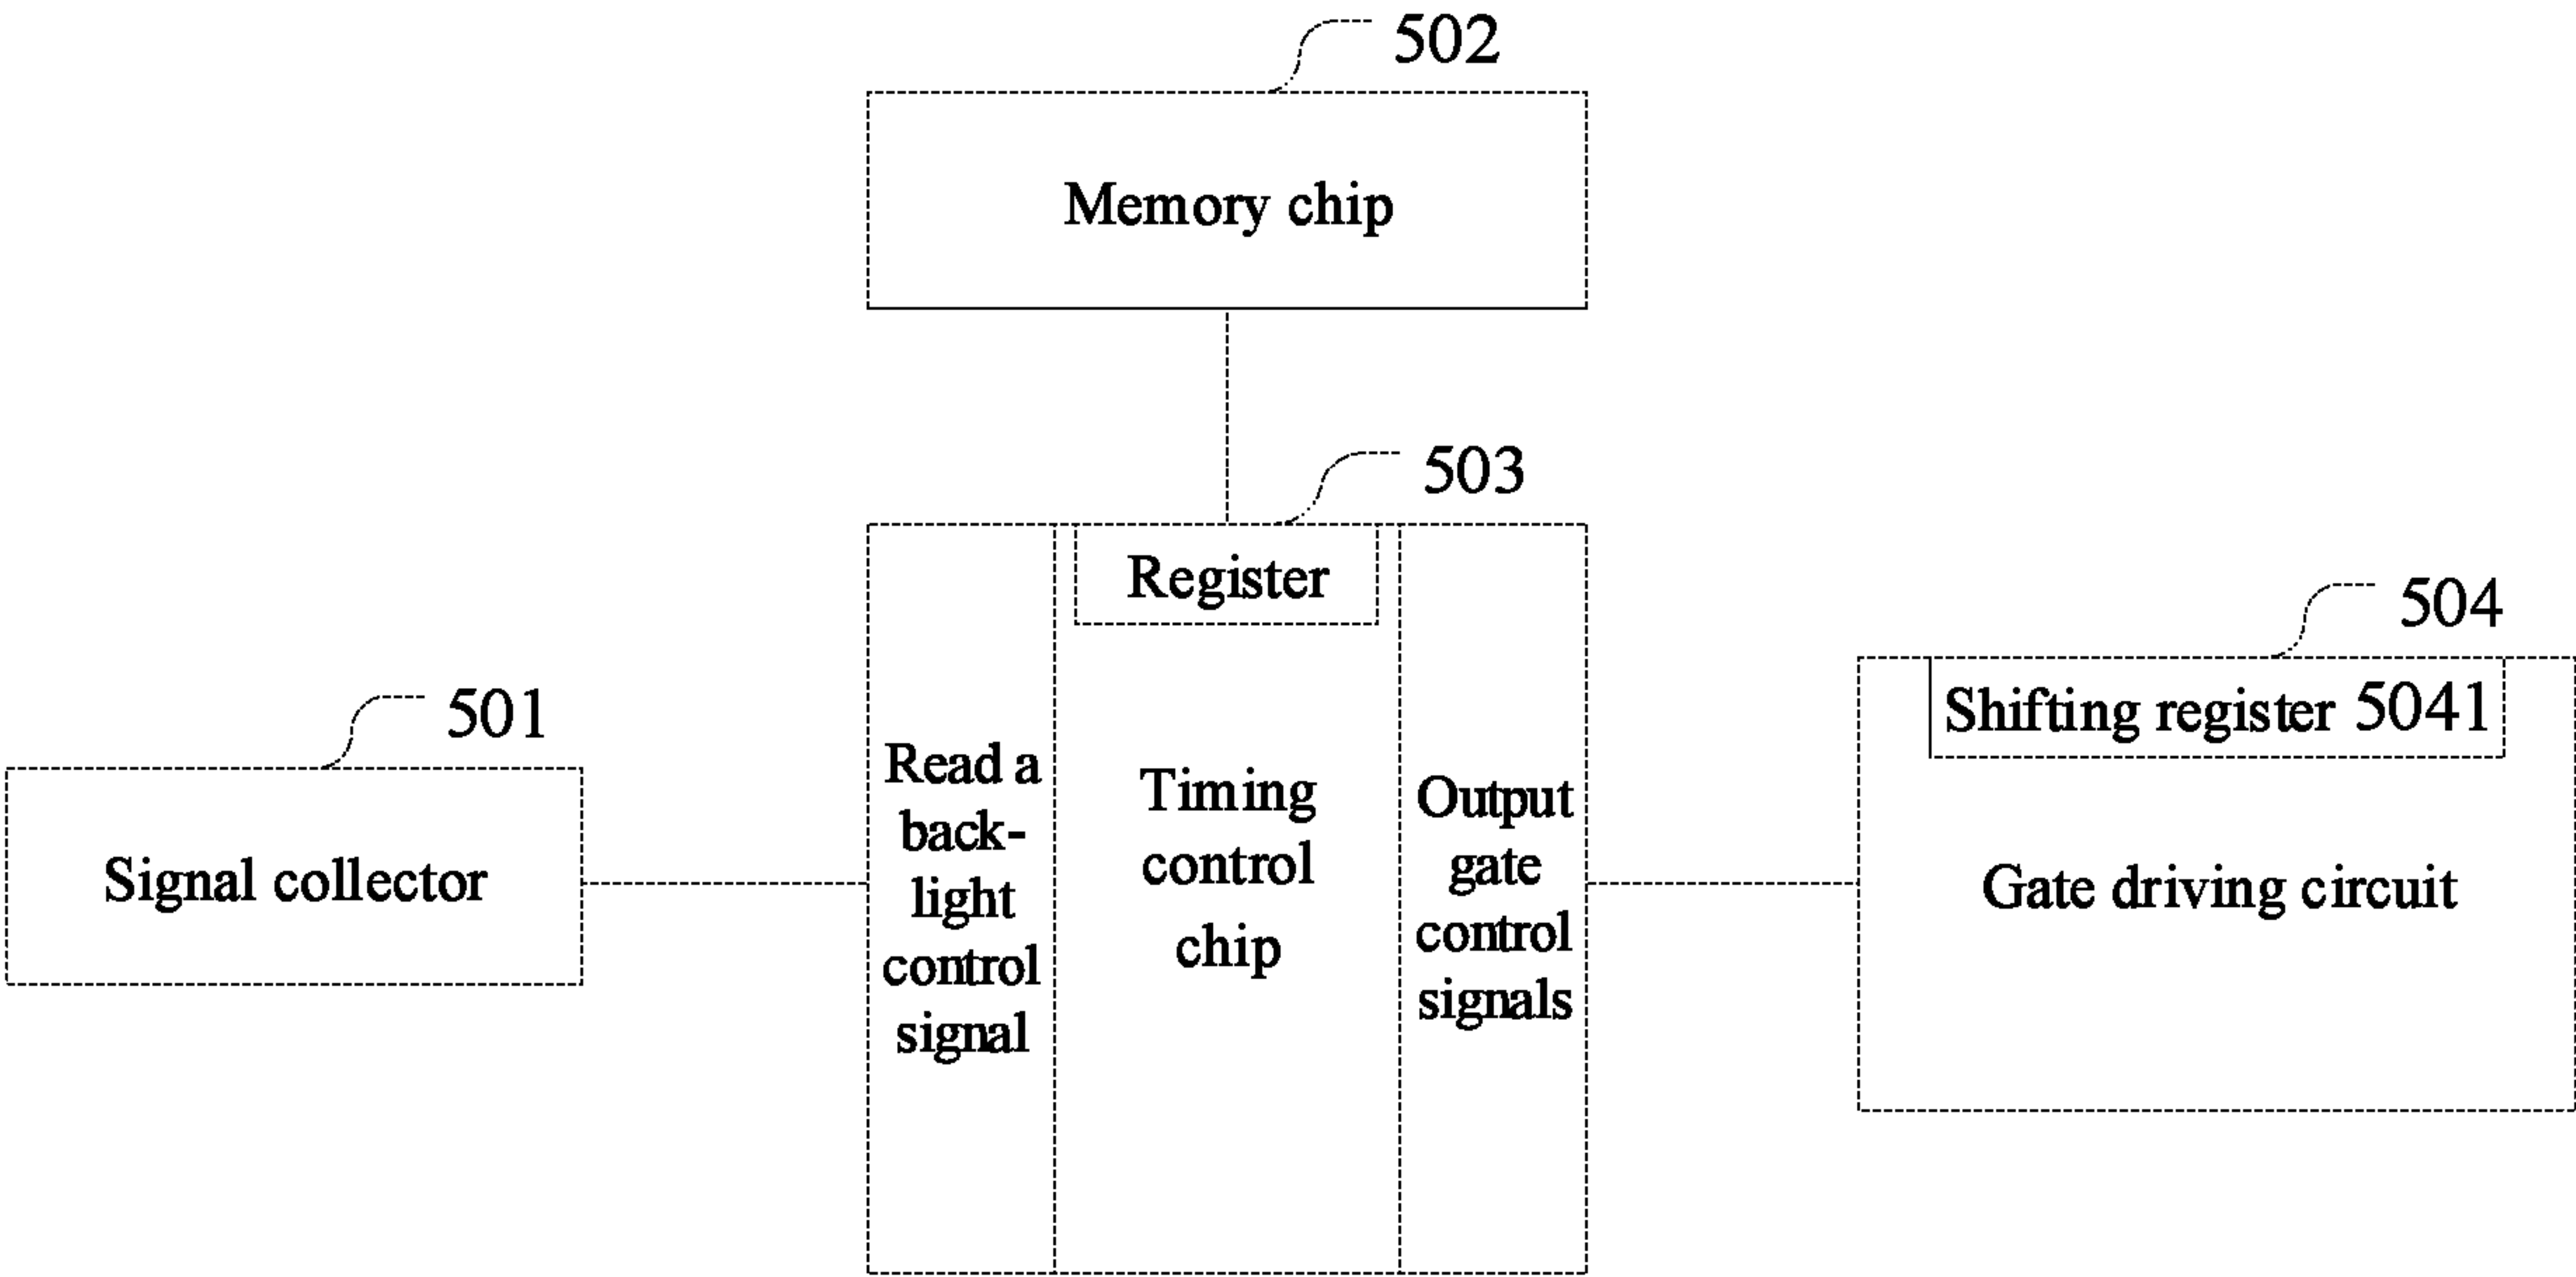 502
Memory chip
503
Register
504
Shifting register 5041
501
Signal collector
Read a
back-
light
control
signal
Timing
control
chip
Output
gate
control
signals
Gate driving circuit